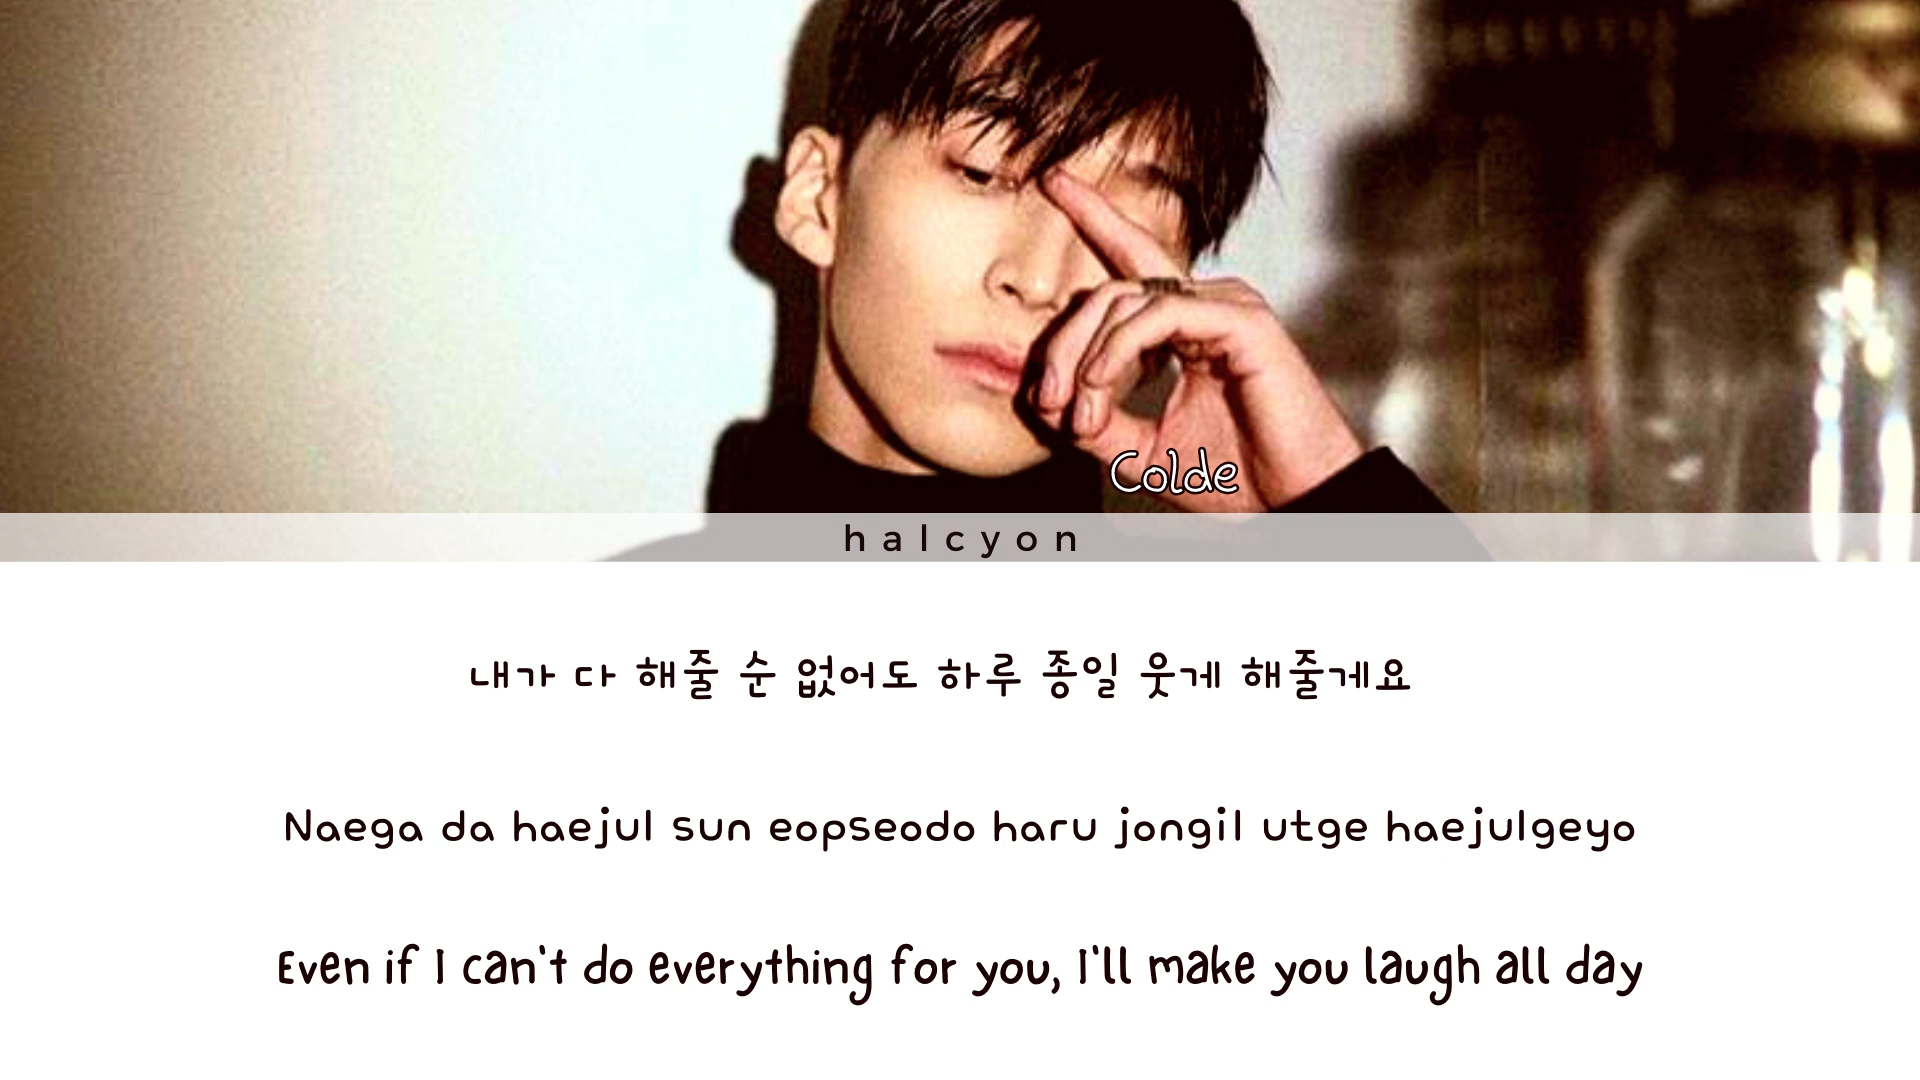 Colde
halcyon
내가 다 해줄 순 없어도 하루 종일 웃게 해줄게요
Naega da haejul sun eopseodo haru jongil utge haejulgeyo
Even if I can't do everything for you, I'll make you laugh all day